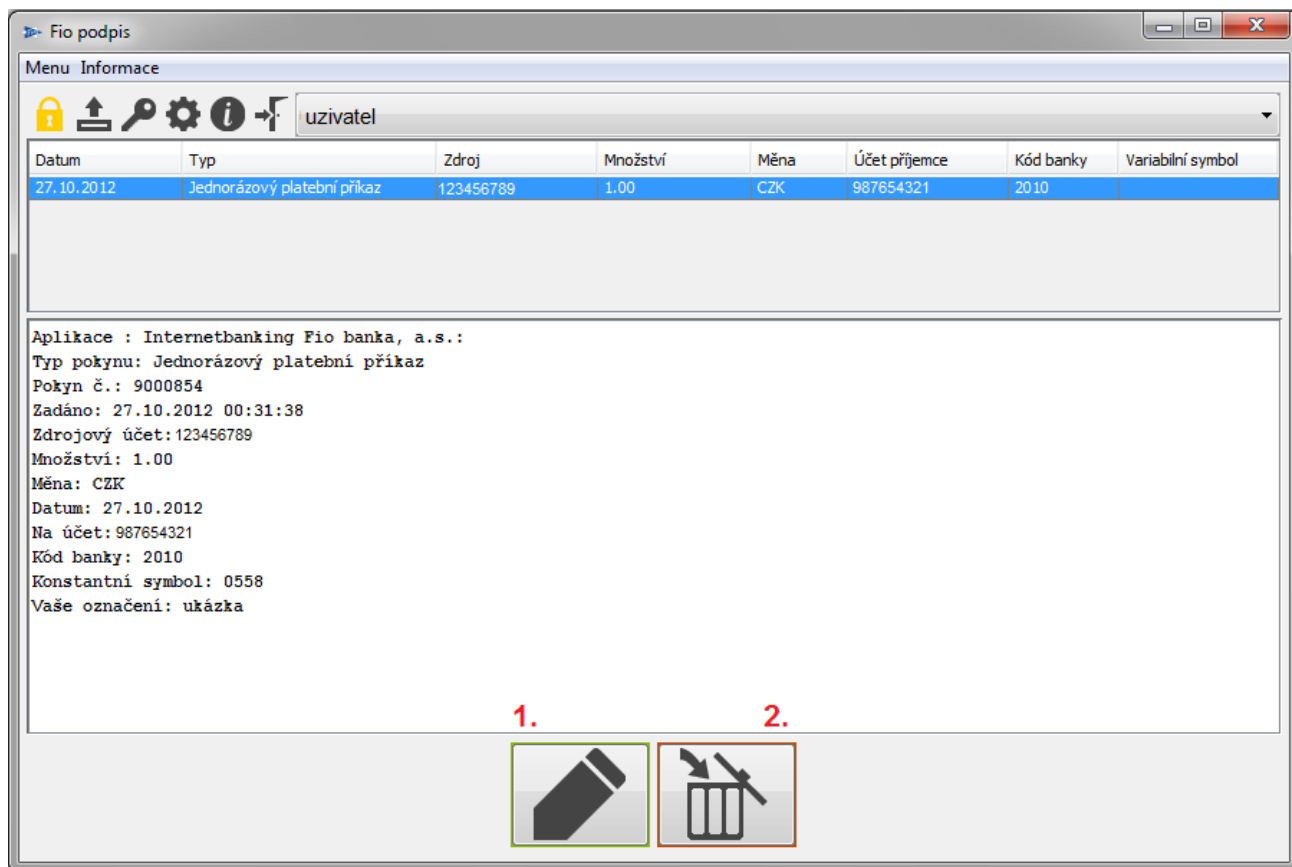 Fio podpis
Menu Informace
uzivatel
Datum Typ Zdroj Množství Měna Účet příjemce Kód banky Variabilní symbol
27.10.2012 Jednorázový platební příkaz 123456789 1.00 CZK 987654321 2010
Aplikace : Internetbanking Fio banka, a.s.:
Typ pokynu: Jednorázový platební příkaz
Pokyn č.: 9000854
Zadáno: 27.10.2012 00:31:38
Zdrojový účet:123456789
Množství: 1.00
Měna: CZK
Datum: 27.10.2012
Na účet:987654321
Kód banky: 2010
Konstantní symbol: 0558
Vaše označení: ukázka
1. 2.